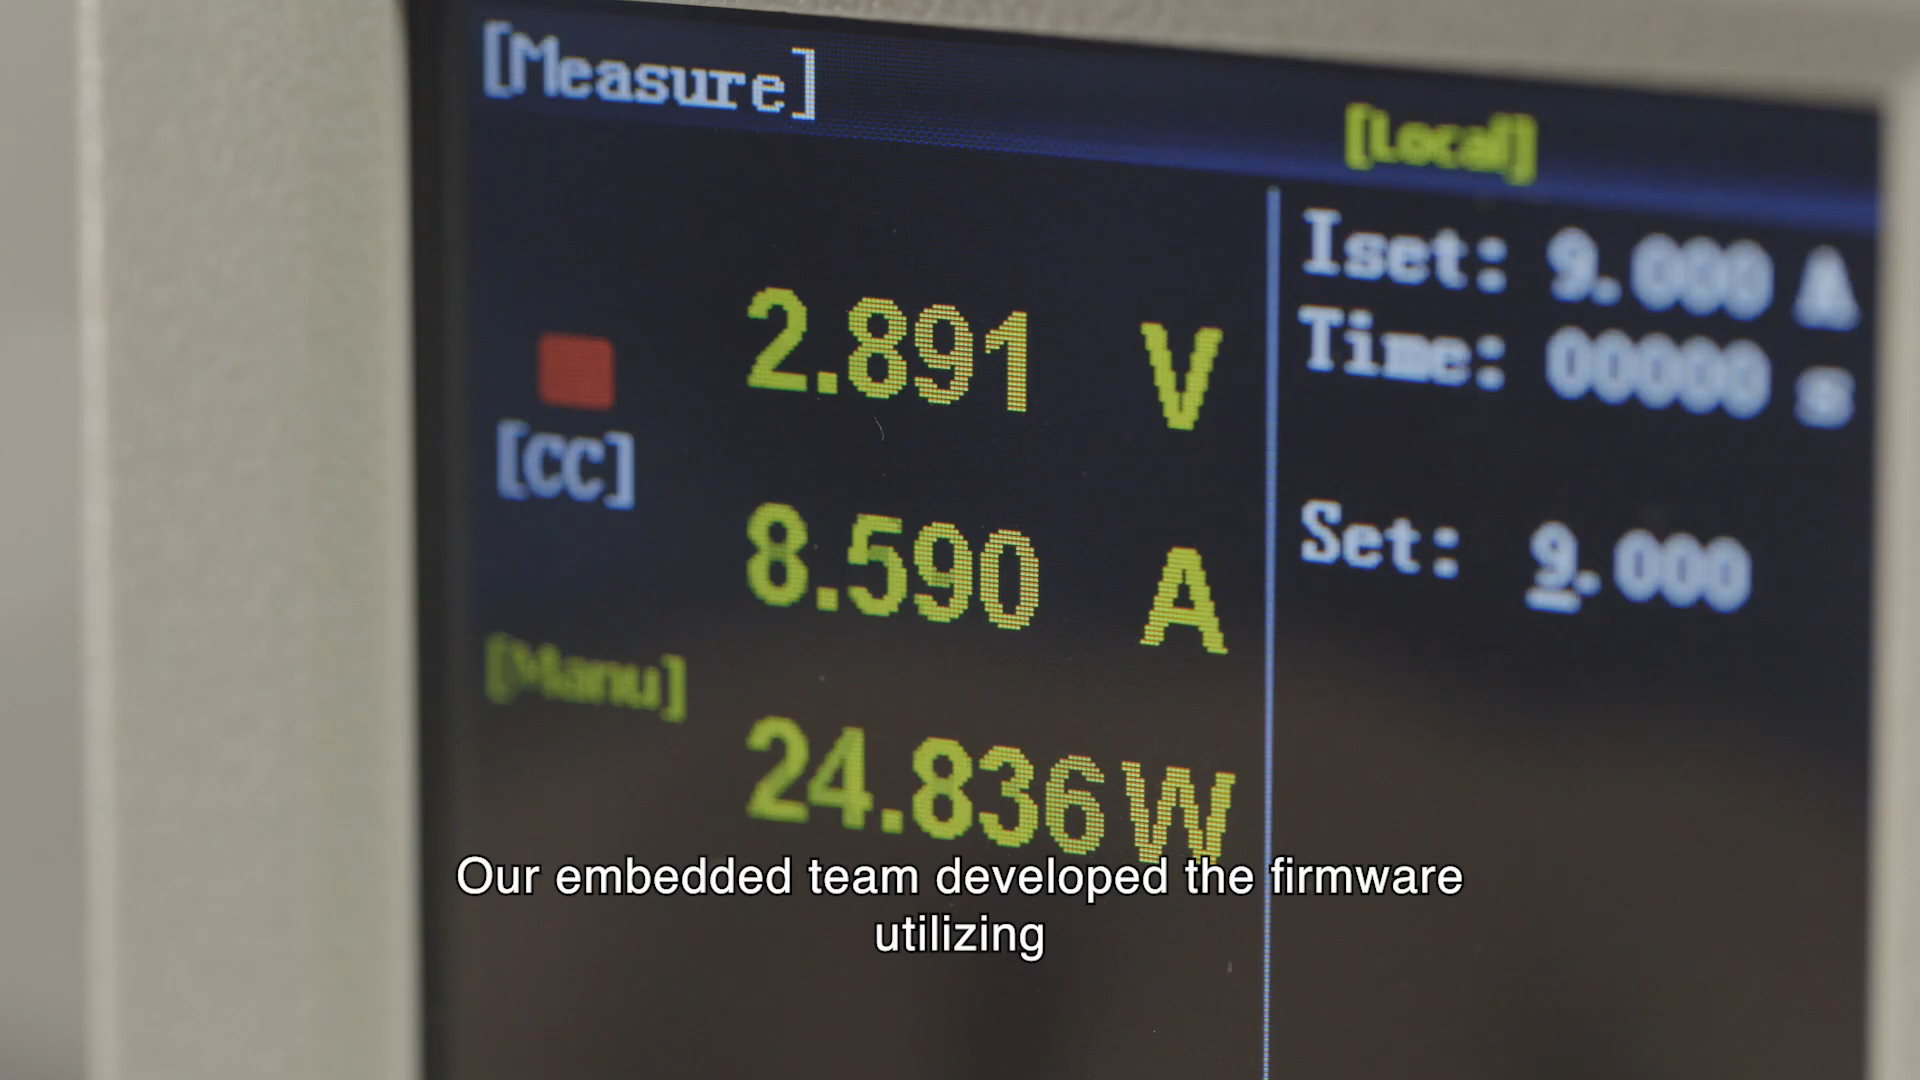 [Measure]
[Local]
2.891 V
[CC]
8.590 A
[Manu]
24.836W
Iset: 9.000 A
Time: 00000 s
Set: 9.000
Our embedded team developed the firmware
utilizing